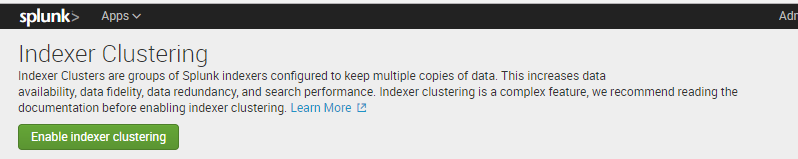 splunk> Apps Adr
Indexer Clustering
Indexer Clusters are groups of Splunk indexers configured to keep multiple copies of data. This increases data
availability, data fidelity, data redundancy, and search performance. Indexer clustering is a complex feature, we recommend reading the
documentation before enabling indexer clustering. Learn More
Enable indexer clustering